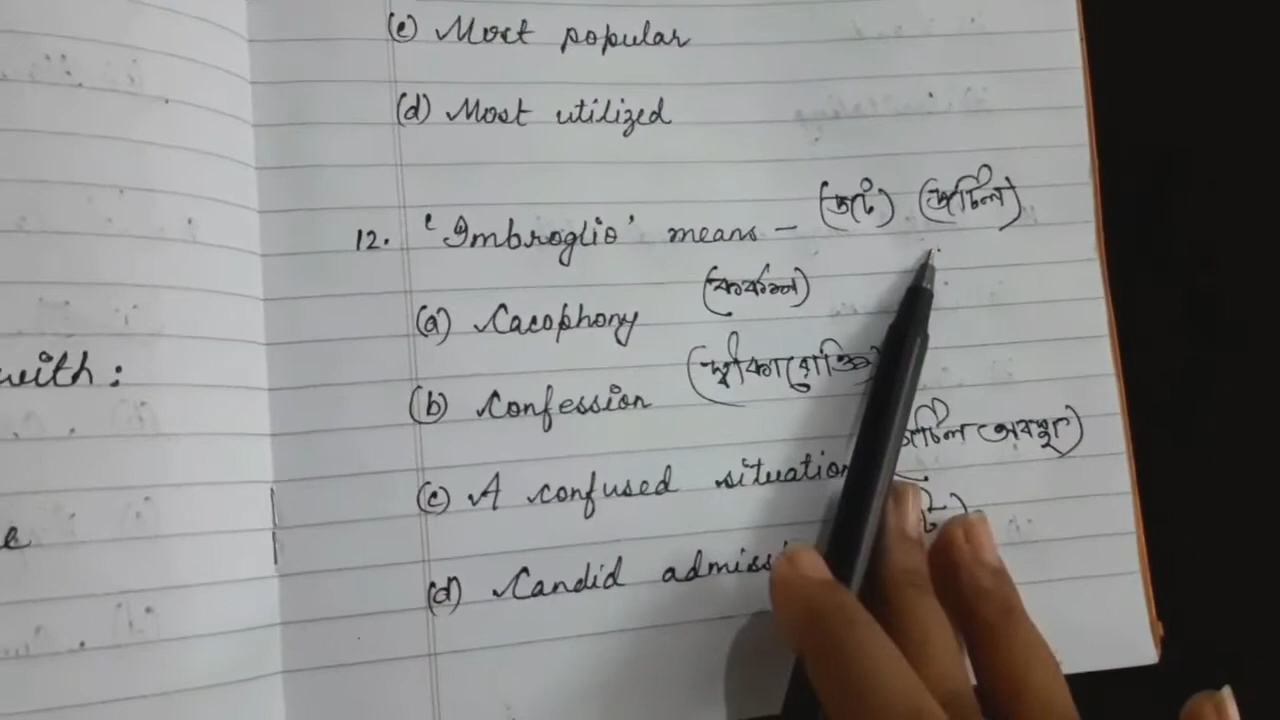 (c) Most popular
(d) Most utilized
with:
12. 'Imbroglio' means - (জট) (জটিল)
(a) Cacophony (কর্কশ)
(b) Confession (স্বীকারোক্তি)
(c) A confused situation জটিল অবস্থা)
(d) Candid
e